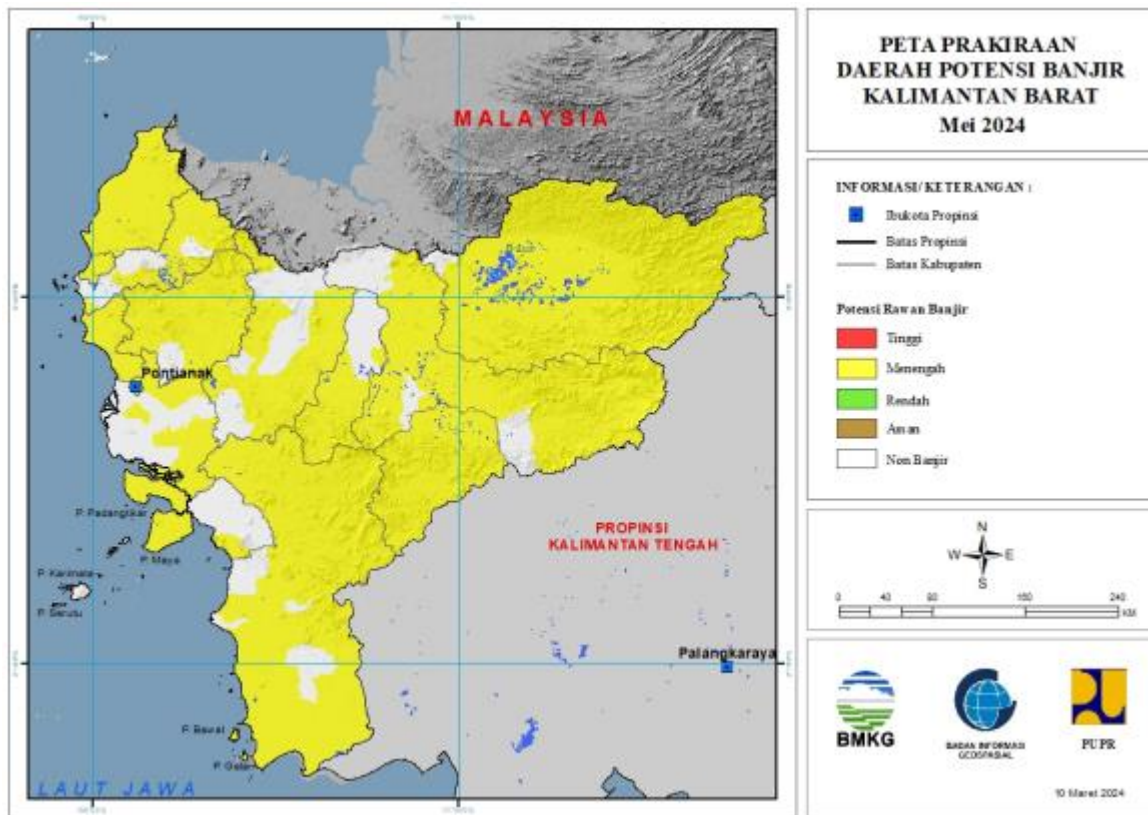 MALAYSIA
Pontianak
P. Padangtikar
P. Maya
P. Karimata
P. Serutu
PROPINSI
KALIMANTAN TENGAH
Palangkaraya
P. Bawal
P. Gelam
LAUT JAWA
PETA PRAKIRAAN
DAERAH POTENSI BANJIR
KALIMANTAN BARAT
Mei 2024
INFORMASI/KETERANGAN :
Ibukota Propinsi
Batas Propinsi
Batas Kabupaten
Potensi Rawan Banjir
Tinggi
Menengah
Rendah
Aman
Non Banjir
N
W E
S
0 40 80 160 240
KM
BMKG
BADAN INFORMASI
GEOSPASIAL
PUPR
10 Maret 2024